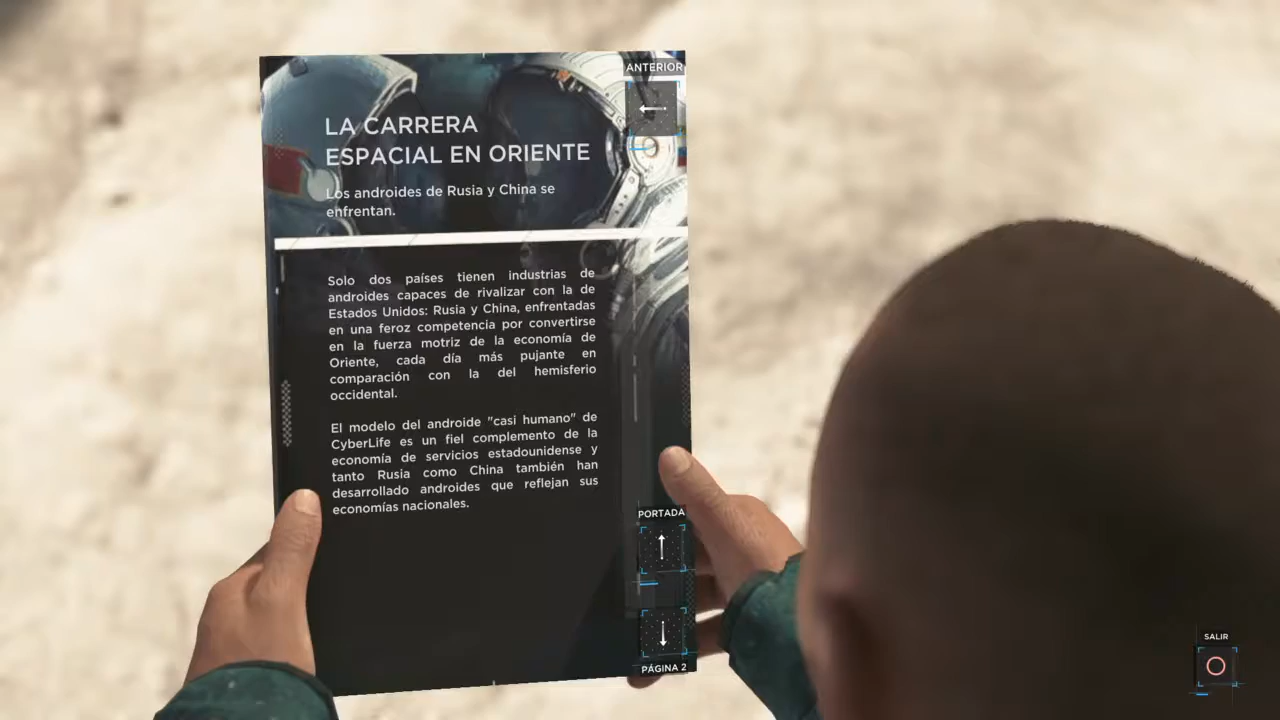 ANTERIOR
LA CARRERA
ESPACIAL EN ORIENTE
Los androides de Rusia y China se
enfrentan.
Solo dos países tienen industrias de
androides capaces de rivalizar con la de
Estados Unidos: Rusia y China, enfrentadas
en una feroz competencia por convertirse
en la fuerza motriz de la economía de
Oriente, cada día más pujante en
comparación con la del hemisferio
occidental.
El modelo del androide "casi humano" de
CyberLife es un fiel complemento de la
economía de servicios estadounidense y
tanto Rusia como China también han
desarrollado androides que reflejan sus
economías nacionales.
PORTADA
PÁGINA 2
SALIR